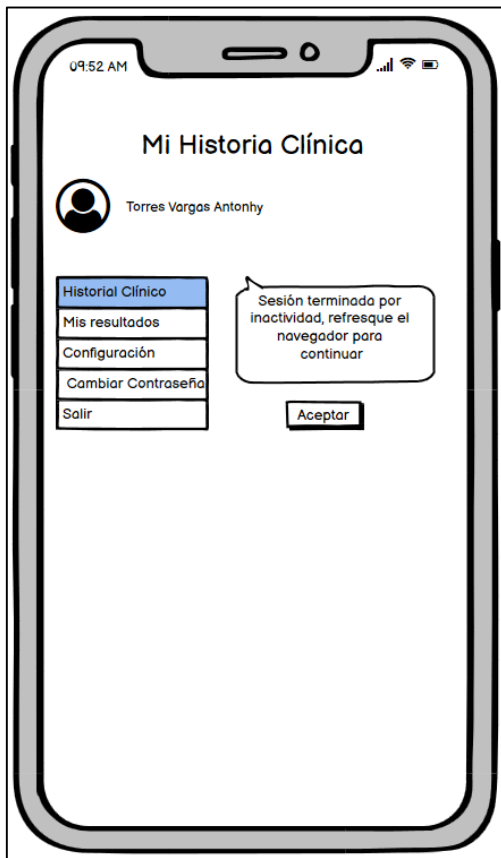 09:52 AM
Mi Historia Clínica
Torres Vargas Antonhy
Historial Clínico
Mis resultados
Configuración
Cambiar Contraseña
Salir
Sesión terminada por
inactividad, refresque el
navegador para
continuar
Aceptar